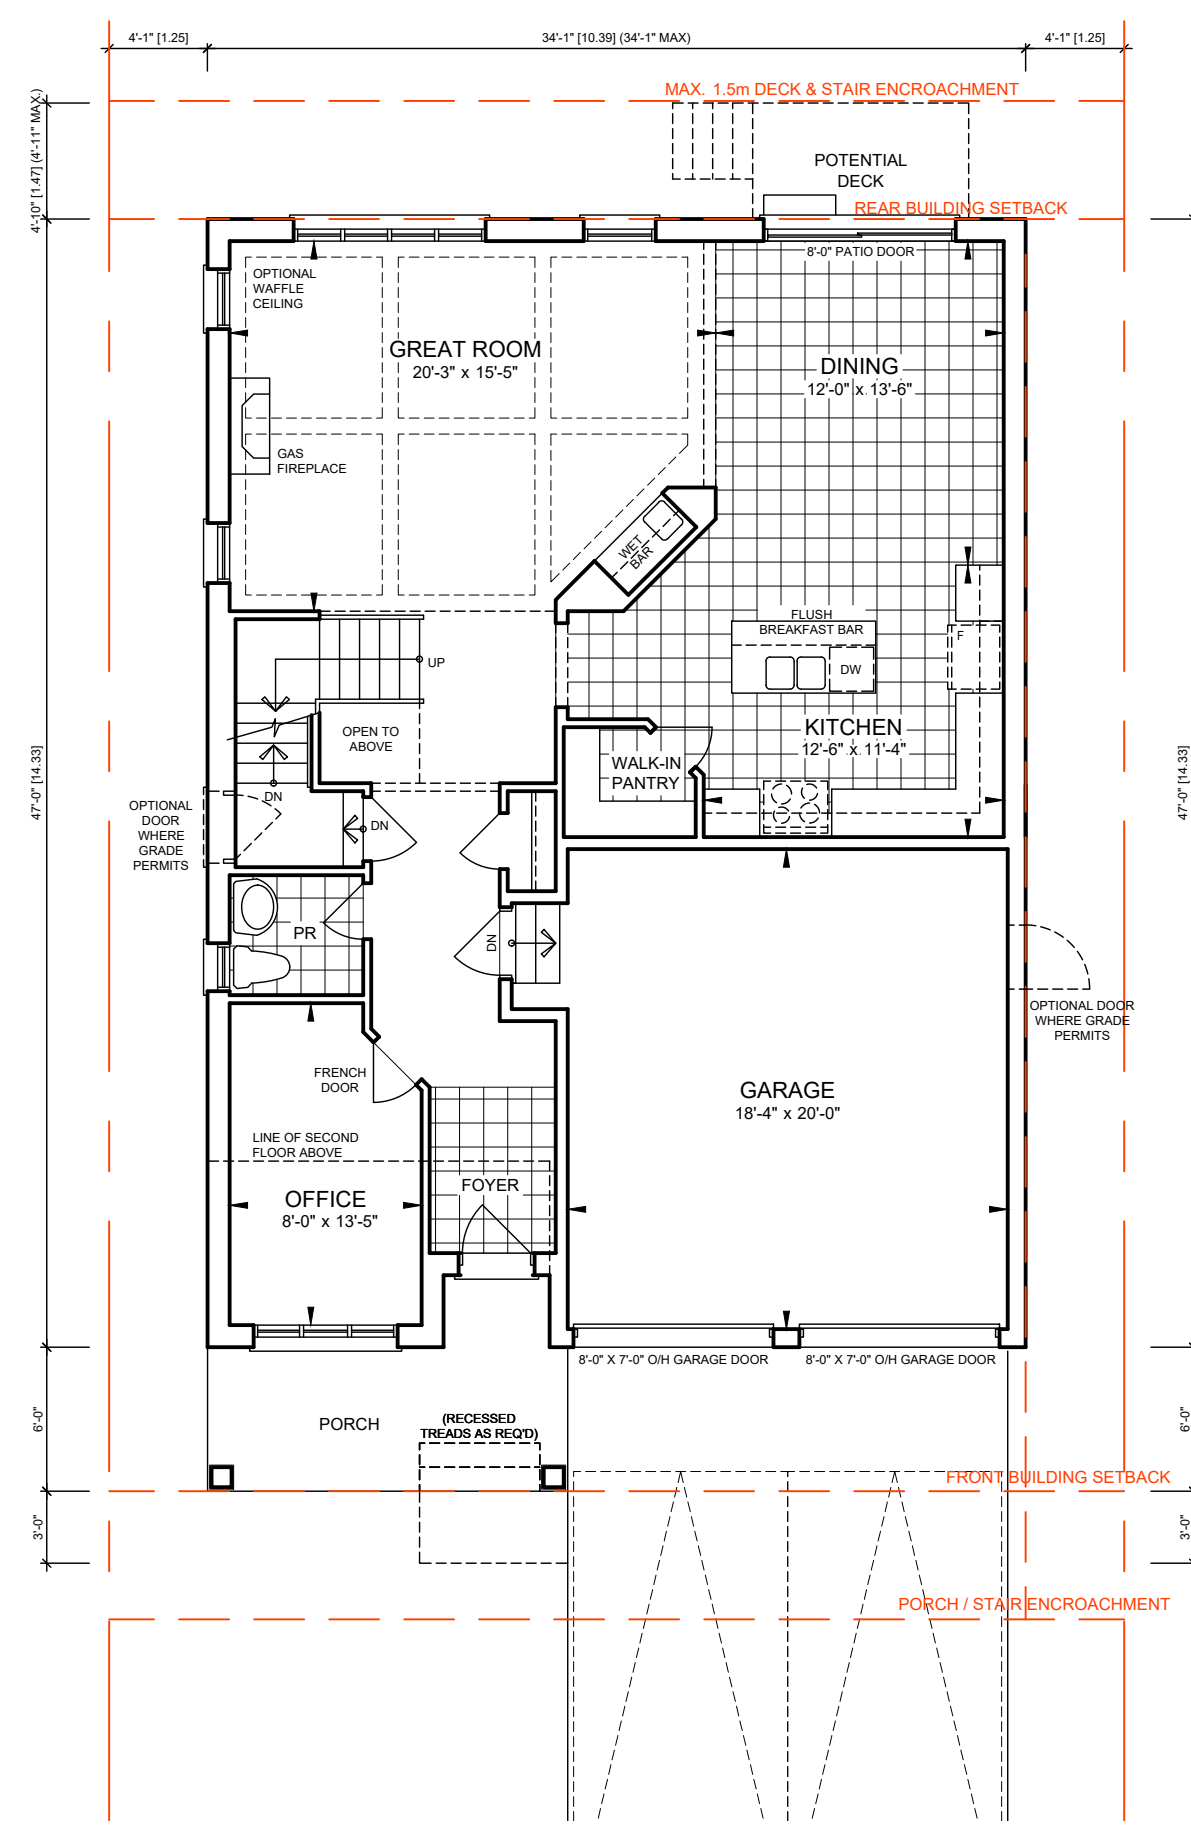 4'-1" [1.25]
34'-1" [10.39] (34'-1" MAX)
4'-1" [1.25]
MAX. 1.5m DECK & STAIR ENCROACHMENT
4'-10" [1.47] (4'-11" MAX.)
POTENTIAL
DECK
REAR BUILDING SETBACK
8'-0" PATIO DOOR
OPTIONAL
WAFFLE
CEILING
GREAT ROOM
20'-3" x 15'-5"
DINING
12'-0" x 13'-6"
GAS
FIREPLACE
WET
BAR
FLUSH
BREAKFAST BAR
F
DW
UP
KITCHEN
12'-6" x 11'-4"
OPEN TO
ABOVE
WALK-IN
PANTRY
47'-0" [14.33]
47'-0" [14.33]
DN
OPTIONAL
DOOR
WHERE
GRADE
PERMITS
DN
PR
DN
OPTIONAL DOOR
WHERE GRADE
PERMITS
FRENCH
DOOR
GARAGE
18'-4" x 20'-0"
LINE OF SECOND
FLOOR ABOVE
OFFICE
8'-0" x 13'-5"
FOYER
8'-0" X 7'-0" O/H GARAGE DOOR
8'-0" X 7'-0" O/H GARAGE DOOR
6'-0"
PORCH
(RECESSED
TREADS AS REQ'D)
6'-0"
FRONT BUILDING SETBACK
3'-0"
3'-0"
PORCH / STAIR ENCROACHMENT